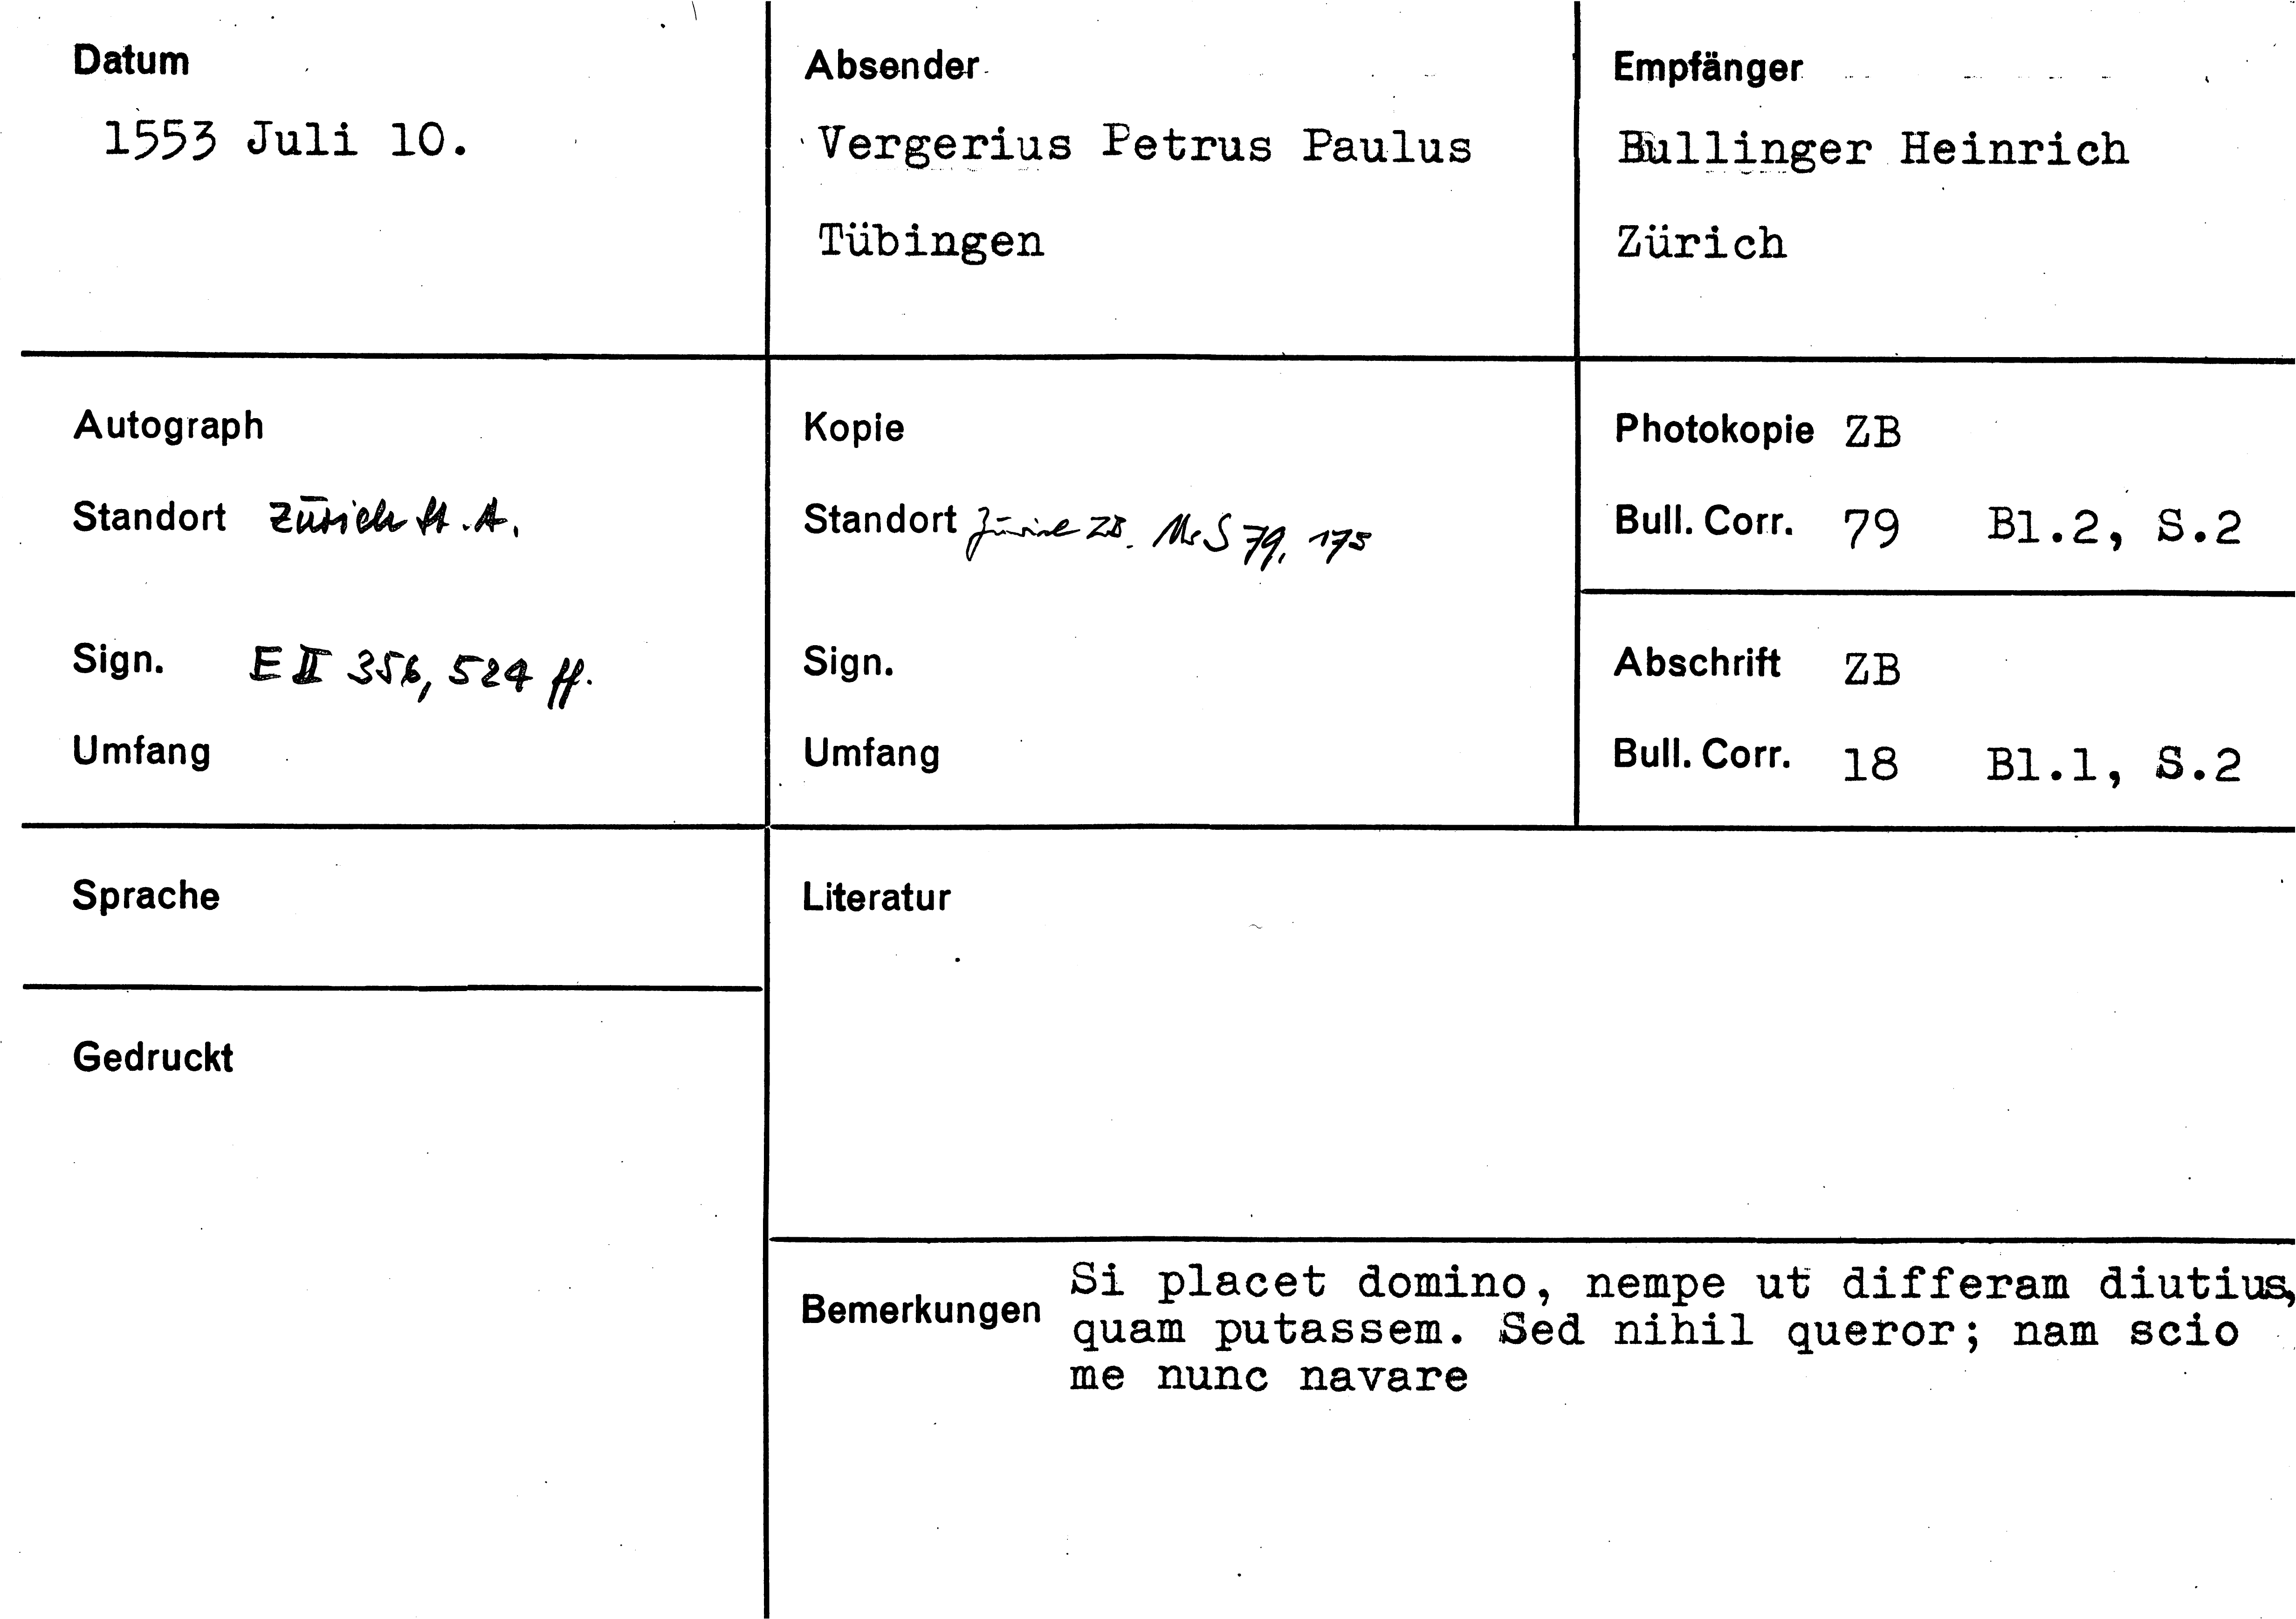 Datum
1553 Juli 10.
Absender
Vergerius Petrus Paulus
Tübingen
Empfänger
Bullinger Heinrich
Zürich
Autograph
Standort Zürich St. A.
Sign. E II 356, 524 ff.
Umfang
Kopie
Standort Zürich ZB. Ms S 79, 175
Sign.
Umfang
Photokopie ZB
Bull. Corr. 79 Bl.2, S.2
Abschrift ZB
Bull. Corr. 18 Bl.1, S.2
Sprache
Gedruckt
Literatur
Bemerkungen
Si placet domino, nempe ut differam diutius,
quam putassem. Sed nihil queror; nam scio
me nunc navare